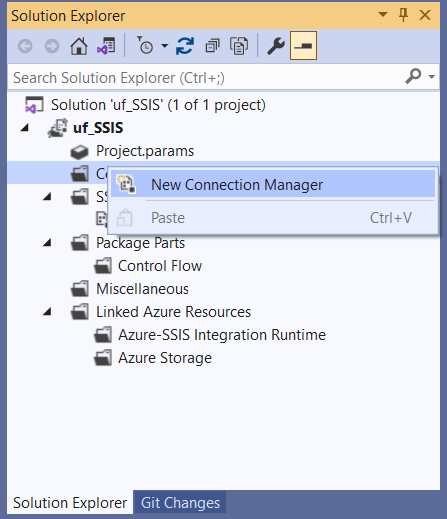 Solution Explorer
Search Solution Explorer (Ctrl+;)
Solution 'uf_SSIS' (1 of 1 project)
uf_SSIS
Project.params
New Connection Manager
Paste Ctrl+V
Package Parts
Control Flow
Miscellaneous
Linked Azure Resources
Azure-SSIS Integration Runtime
Azure Storage
Solution Explorer Git Changes